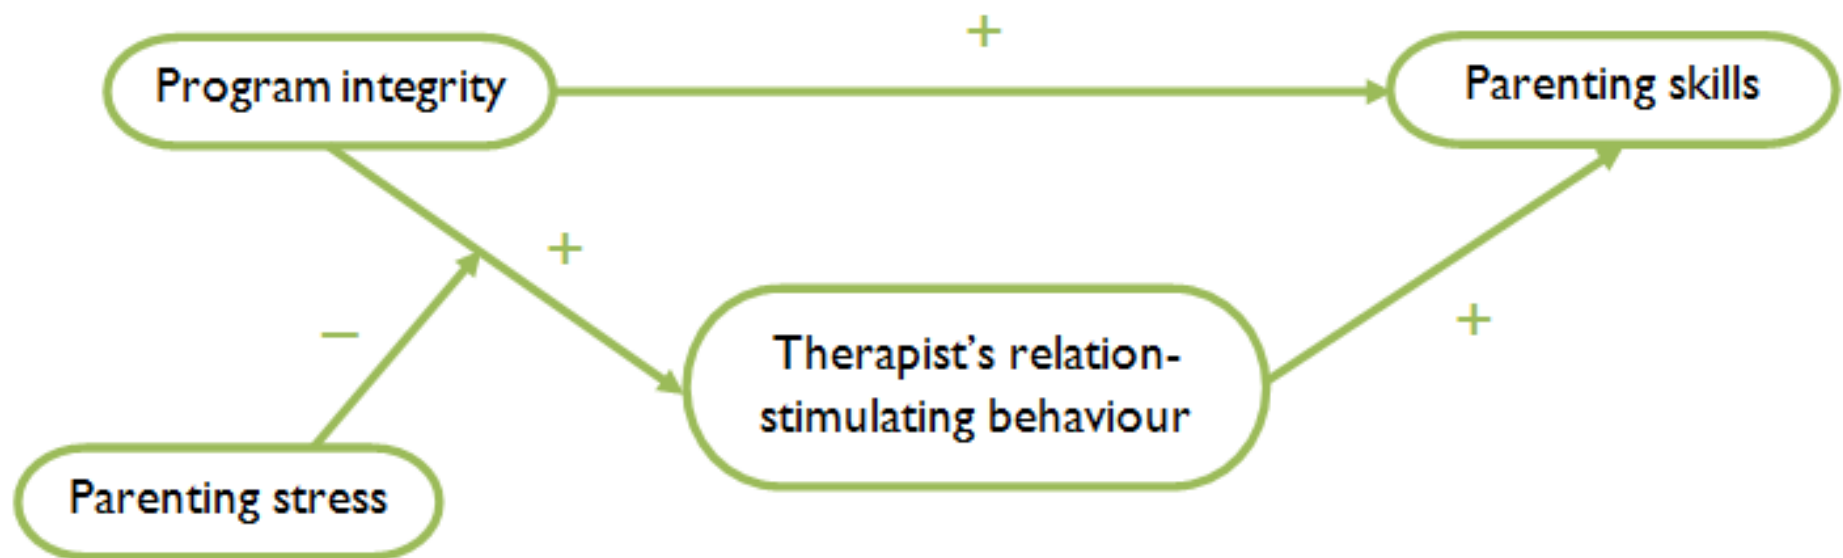 +
Program integrity
Parenting skills
+
–
Therapist’s relation-
stimulating behaviour
+
Parenting stress